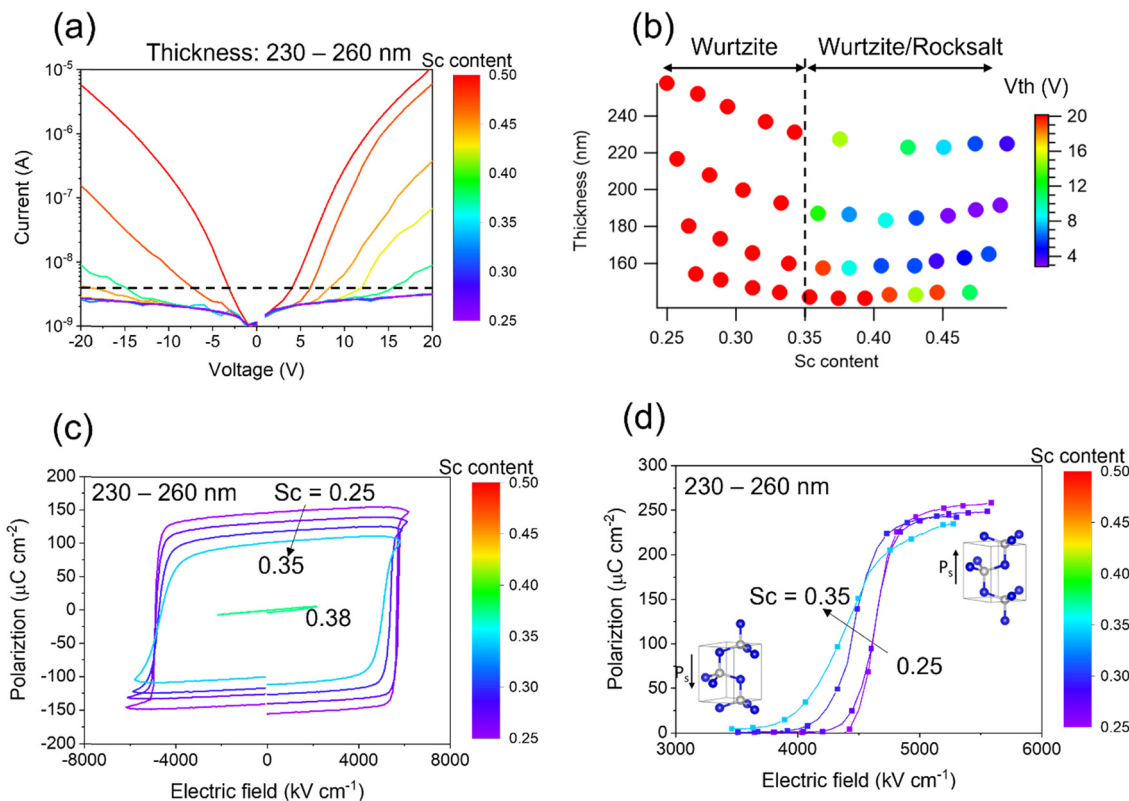 (a)
Thickness: 230 – 260 nm
Sc content
10⁻⁵
10⁻⁶
10⁻⁷
10⁻⁸
10⁻⁹
Current (A)
-20 -15 -10 -5 0 5 10 15 20
Voltage (V)
0.50
0.45
0.40
0.35
0.30
0.25
(b)
Wurtzite Wurtzite/Rocksalt
Vth (V)
240
220
200
180
160
Thickness (nm)
0.25 0.30 0.35 0.40 0.45
Sc content
20
16
12
8
4
(c)
Sc content
230 – 260 nm
Sc = 0.25
0.35
0.38
200
150
100
50
0
-50
-100
-150
-200
Polariztion (μC cm⁻²)
-8000 -4000 0 4000 8000
Electric field (kV cm⁻¹)
0.50
0.45
0.40
0.35
0.30
0.25
(d)
Sc content
230 – 260 nm
Sc = 0.35
0.25
Pₛ
Pₛ
300
250
200
150
100
50
0
Polariztion (μC cm⁻²)
3000 4000 5000 6000
Electric field (kV cm⁻¹)
0.50
0.45
0.40
0.35
0.30
0.25